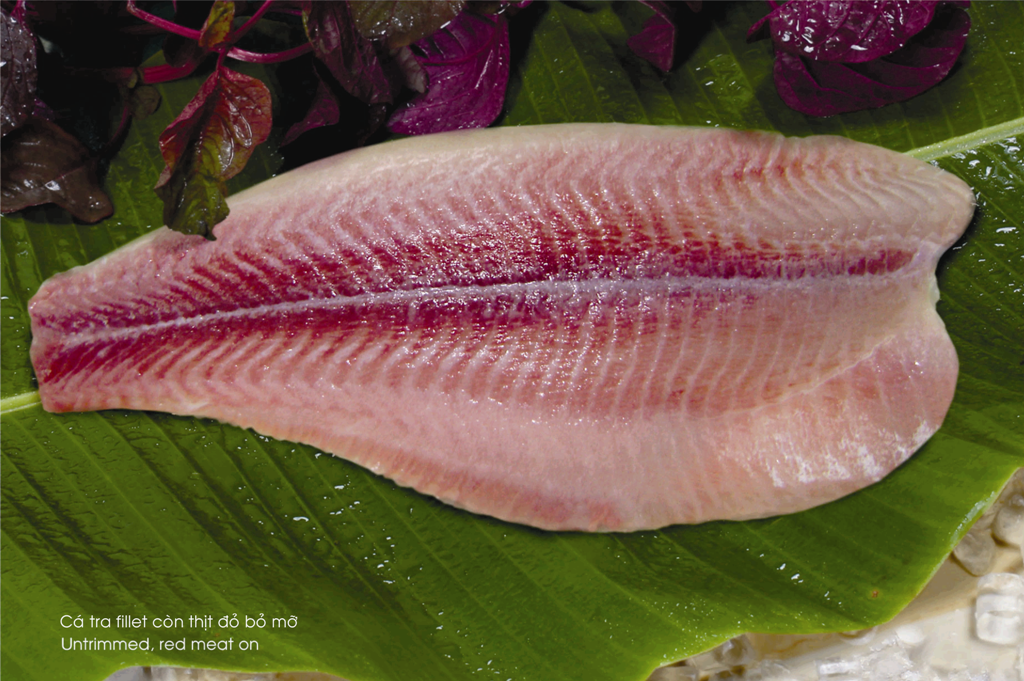 Cá tra fillet còn thịt đỏ bỏ mỡ
Untrimmed, red meat on